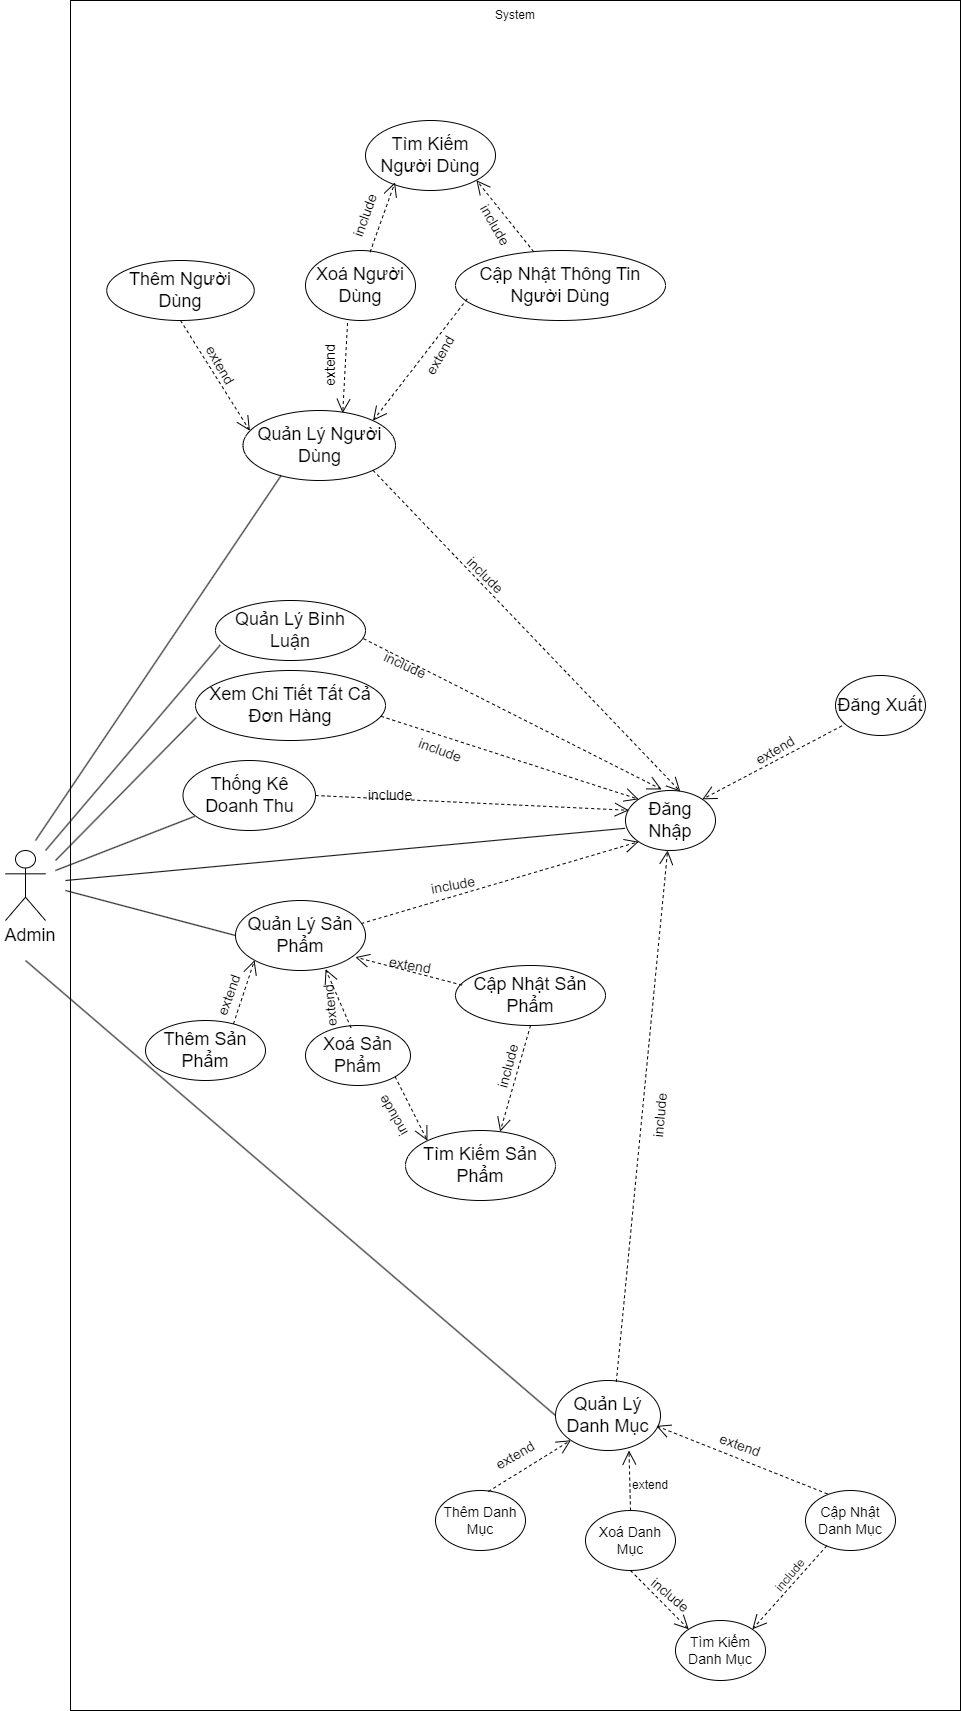 System
Tìm Kiếm
Người Dùng
include
include
Thêm Người
Dùng
Xoá Người
Dùng
Cập Nhật Thông Tin
Người Dùng
extend
extend
extend
Quản Lý Người
Dùng
include
Quản Lý Bình
Luận
include
Xem Chi Tiết Tất Cả
Đơn Hàng
include
Đăng Xuất
extend
Thống Kê
Doanh Thu
include
Đăng
Nhập
Admin
include
Quản Lý Sản
Phẩm
extend
extend
extend
Cập Nhật Sản
Phẩm
Thêm Sản
Phẩm
Xoá Sản
Phẩm
include
include
Tìm Kiếm Sản
Phẩm
include
Quản Lý
Danh Mục
extend
extend
extend
Thêm Danh
Mục
Xoá Danh
Mục
Cập Nhật
Danh Mục
include
include
Tìm Kiếm
Danh Mục